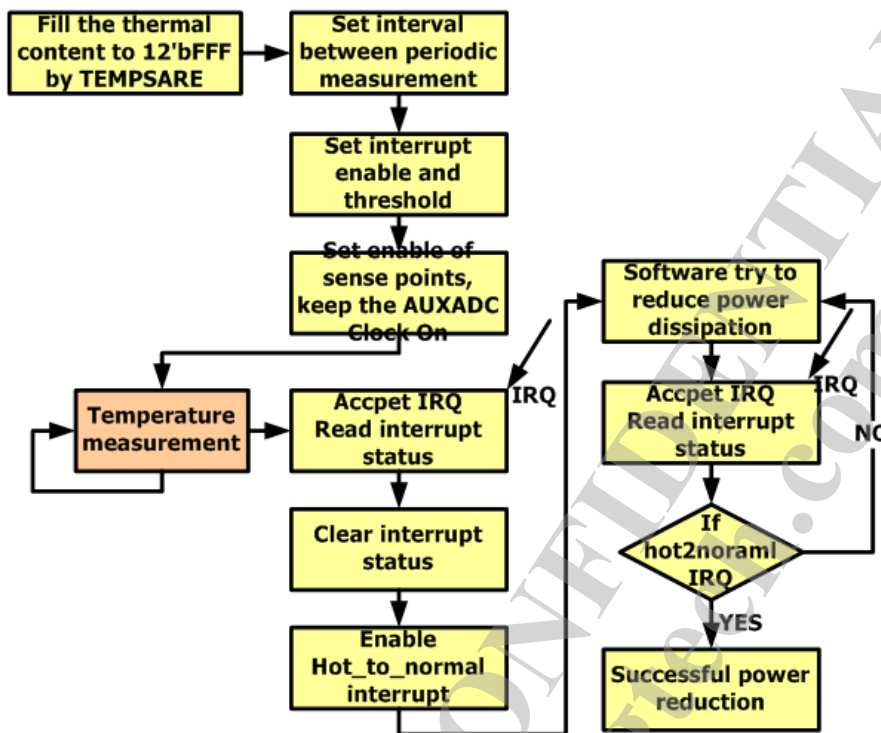 Fill the thermal
content to 12'bFFF
by TEMPSARE
Set interval
between periodic
measurement
Set interrupt
enable and
threshold
Set enable of
sense points,
keep the AUXADC
Clock On
Temperature
measurement
IRQ
Accpet IRQ
Read interrupt
status
Clear interrupt
status
Enable
Hot_to_normal
interrupt
Software try to
reduce power
dissipation
IRQ
Accpet IRQ
Read interrupt
status
NO
If
hot2noraml
IRQ
YES
Successful power
reduction